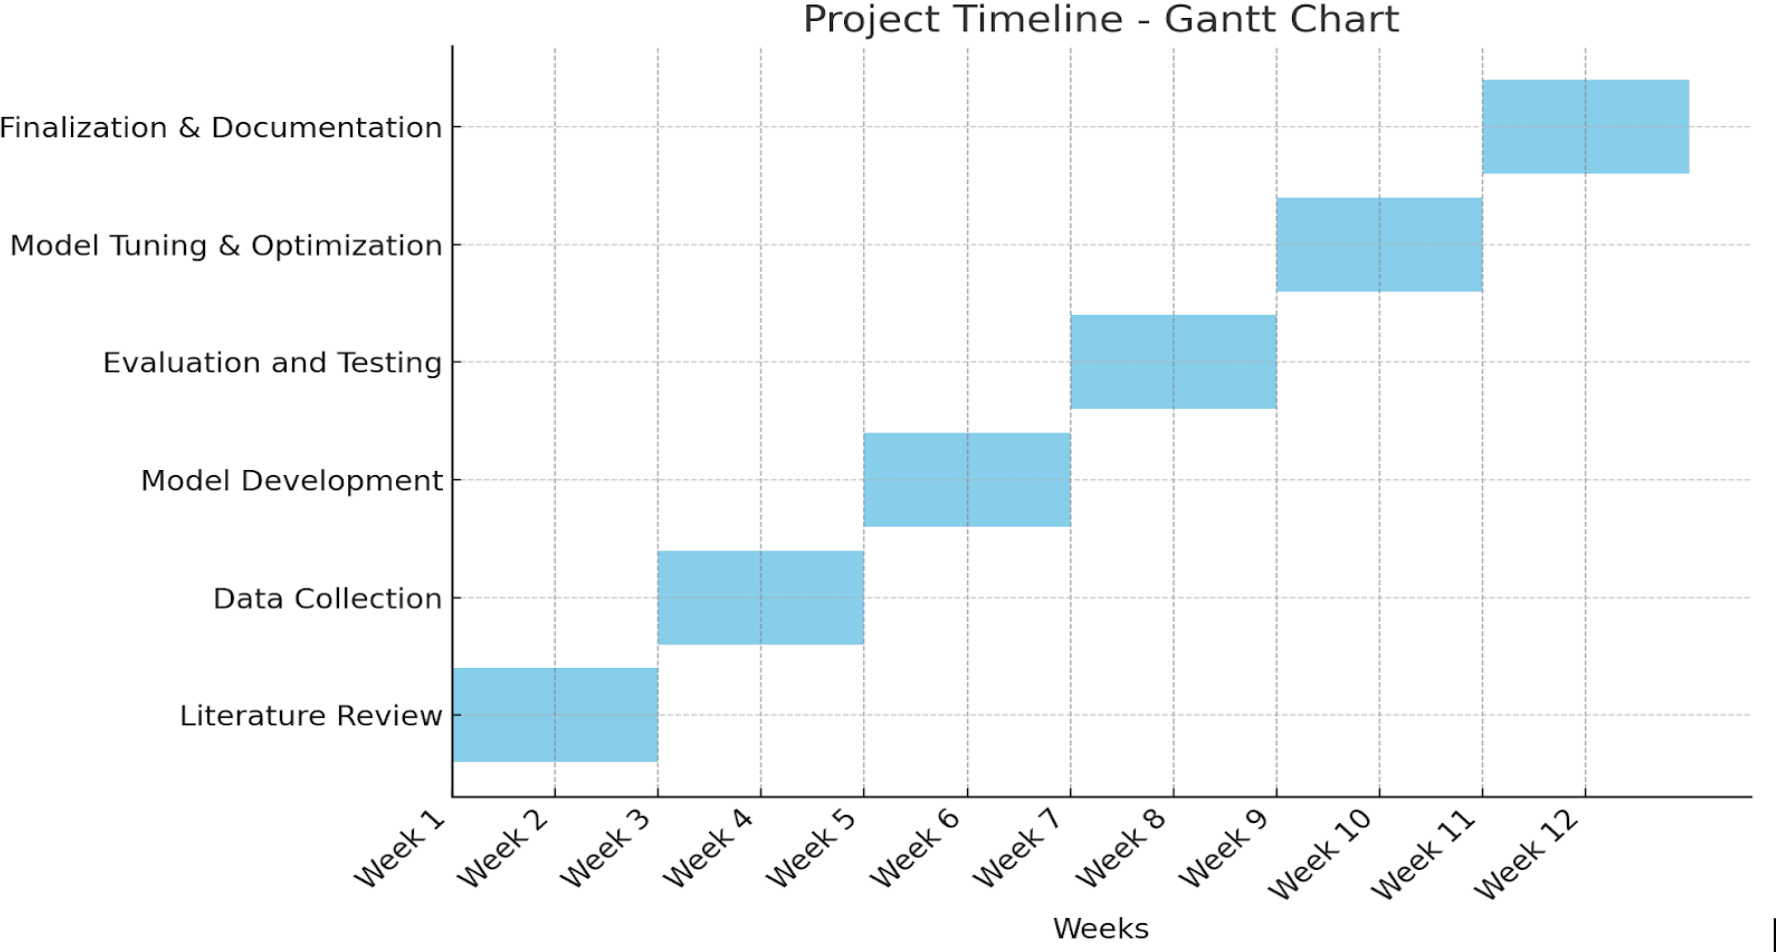 Project Timeline - Gantt Chart
Finalization & Documentation
Model Tuning & Optimization
Evaluation and Testing
Model Development
Data Collection
Literature Review
Week 1
Week 2
Week 3
Week 4
Week 5
Week 6
Week 7
Week 8
Week 9
Week 10
Week 11
Week 12
Weeks